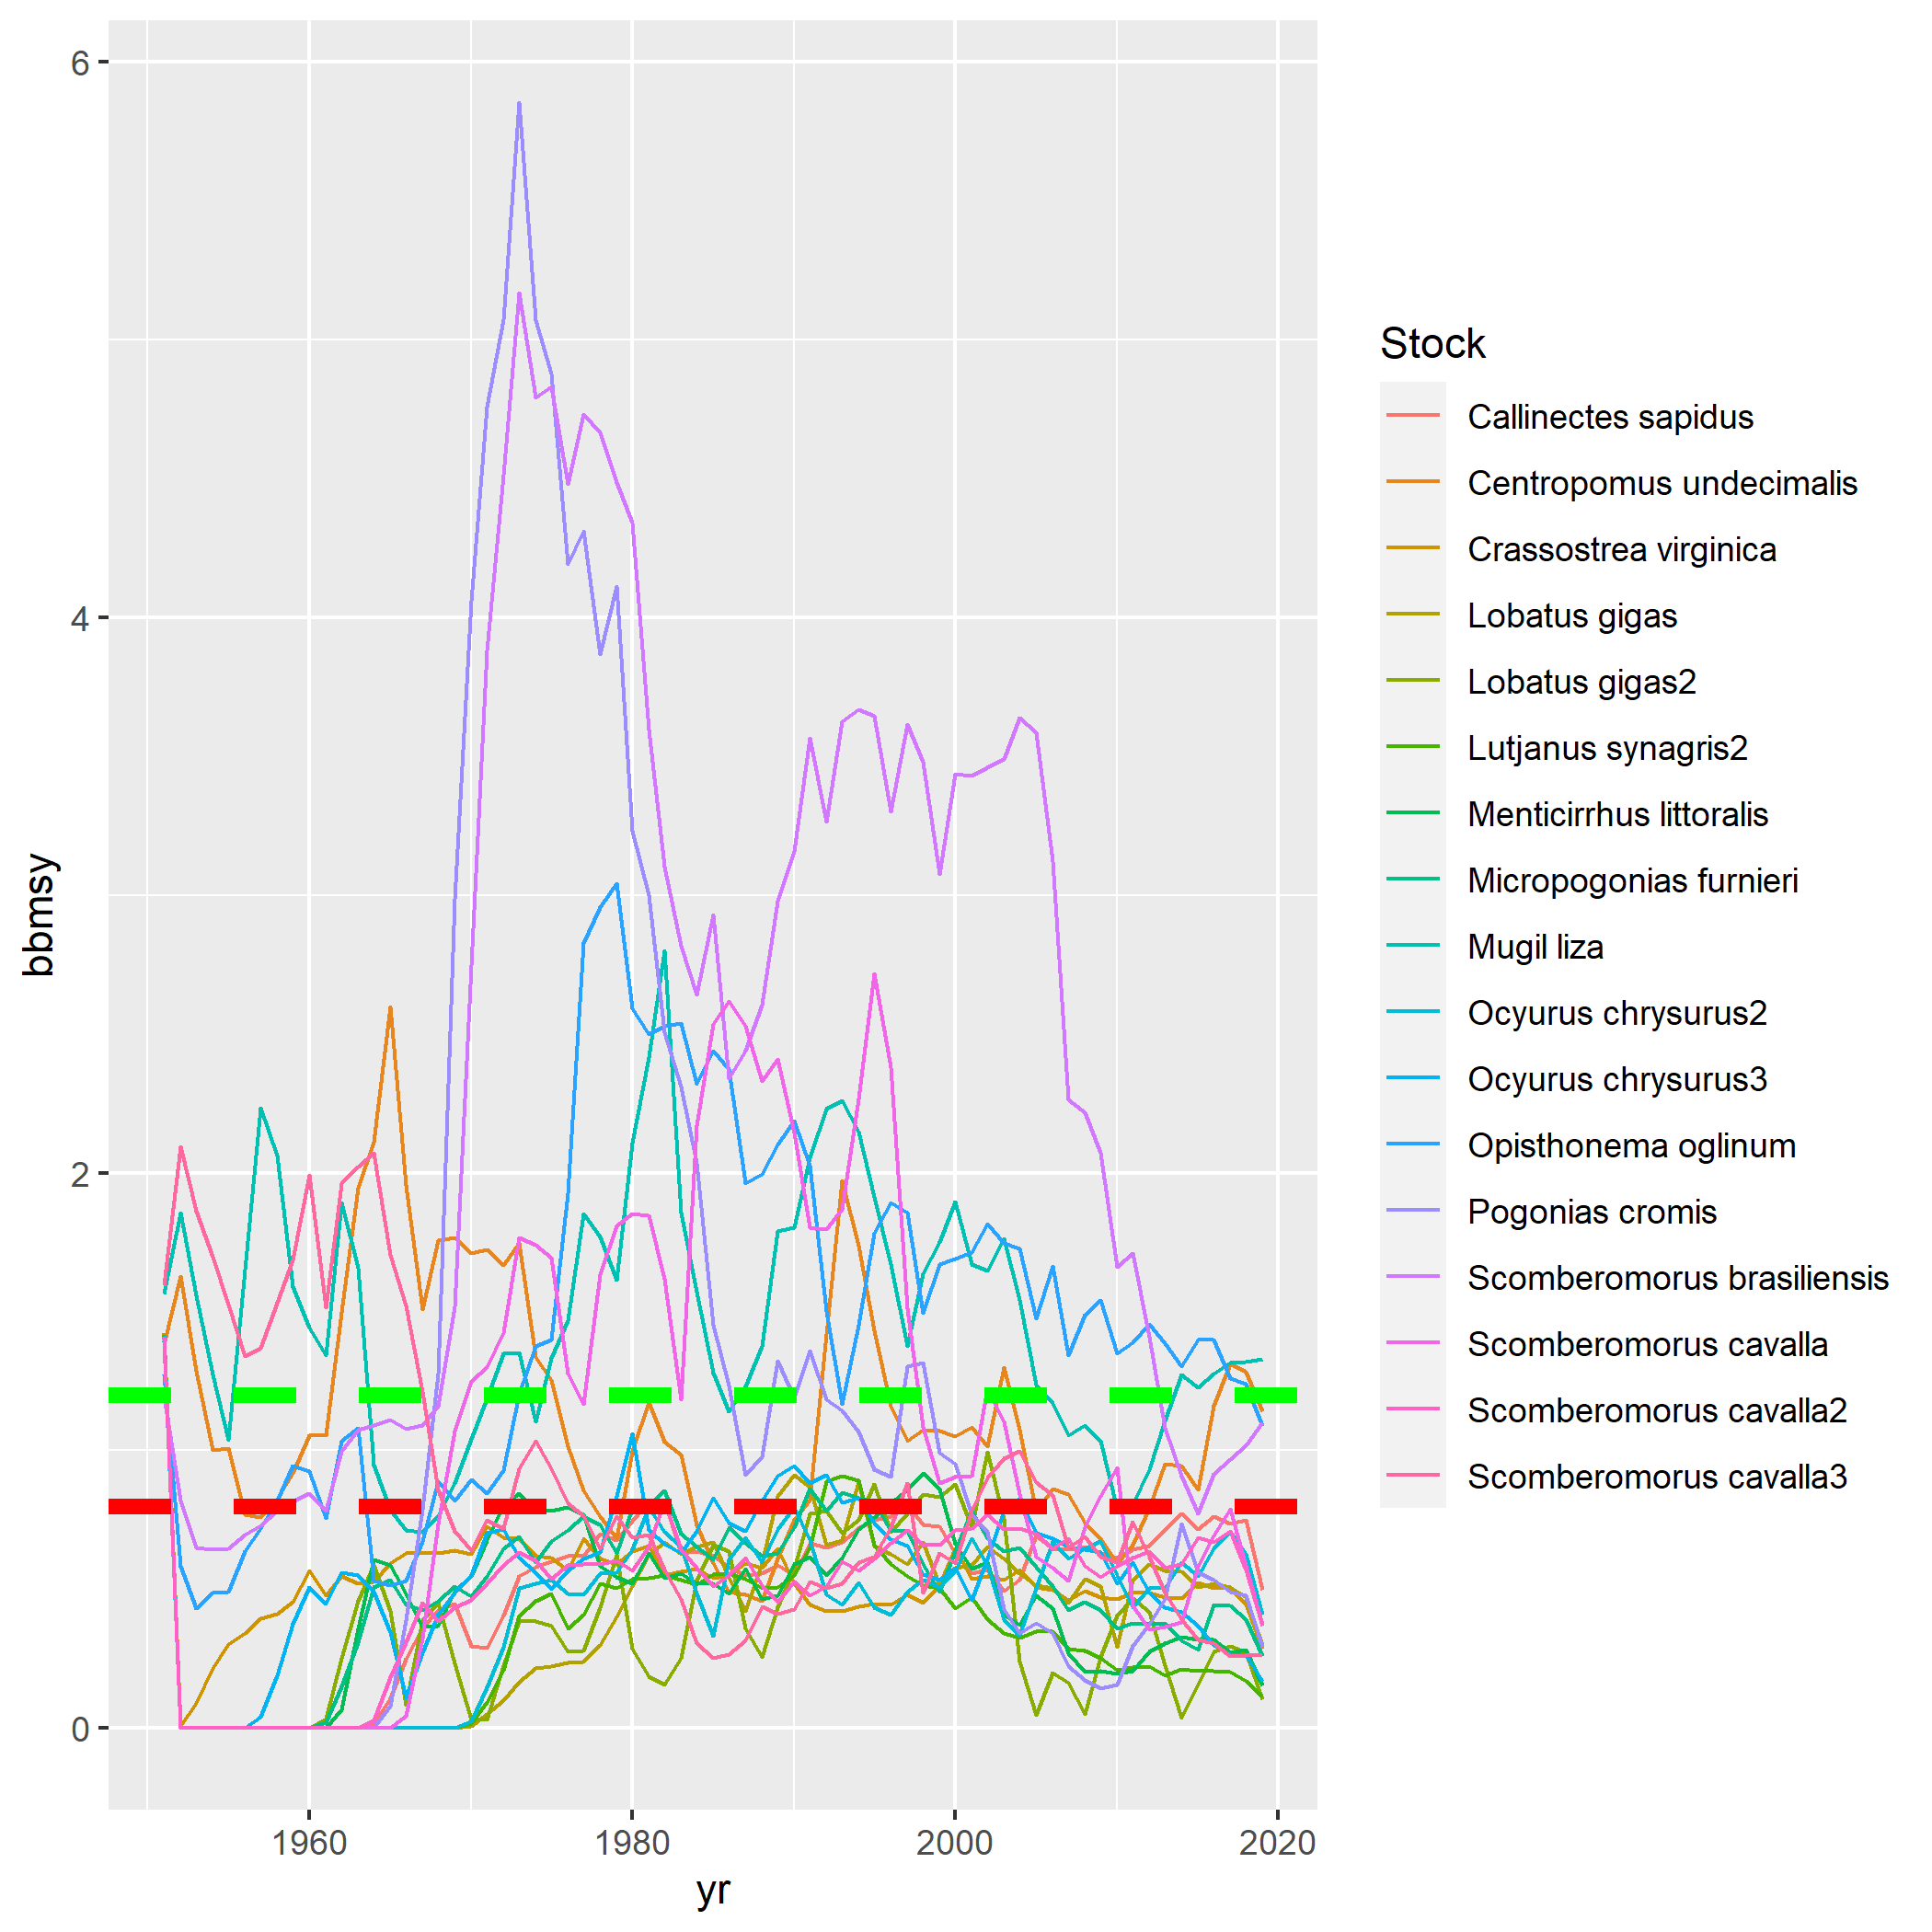 6
4
2
0
bbmsy
1960
1980
2000
2020
yr
Stock
Callinectes sapidus
Centropomus undecimalis
Crassostrea virginica
Lobatus gigas
Lobatus gigas2
Lutjanus synagris2
Menticirrhus littoralis
Micropogonias furnieri
Mugil liza
Ocyurus chrysurus2
Ocyurus chrysurus3
Opisthonema oglinum
Pogonias cromis
Scomberomorus brasiliensis
Scomberomorus cavalla
Scomberomorus cavalla2
Scomberomorus cavalla3